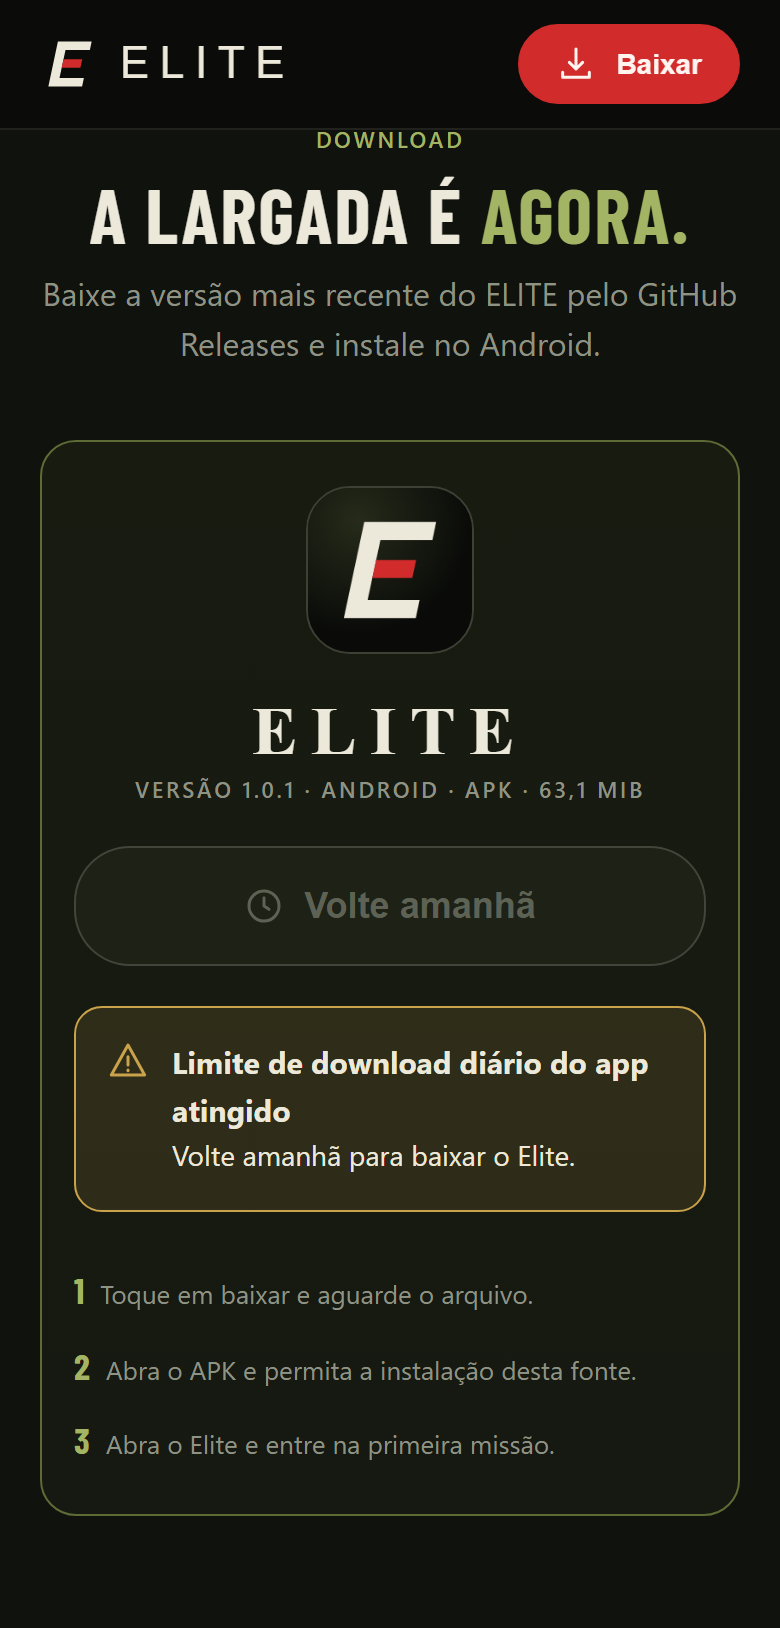 E ELITE
Baixar
DOWNLOAD
A LARGADA É AGORA.
Baixe a versão mais recente do ELITE pelo GitHub
Releases e instale no Android.
E
ELITE
VERSÃO 1.0.1 · ANDROID · APK · 63,1 MIB
Volte amanhã
Limite de download diário do app
atingido
Volte amanhã para baixar o Elite.
1 Toque em baixar e aguarde o arquivo.
2 Abra o APK e permita a instalação desta fonte.
3 Abra o Elite e entre na primeira missão.